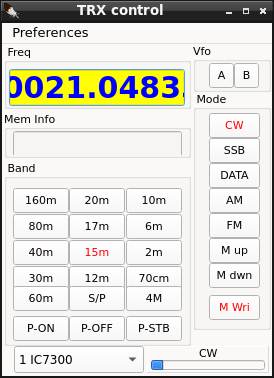 TRX control
Preferences
Freq
0021.0483.
Vfo
A B
Mem Info
Mode
CW
SSB
DATA
AM
FM
M up
M dwn
M Wri
Band
160m 20m 10m
80m 17m 6m
40m 15m 2m
30m 12m 70cm
60m S/P 4M
P-ON P-OFF P-STB
1 IC7300
CW